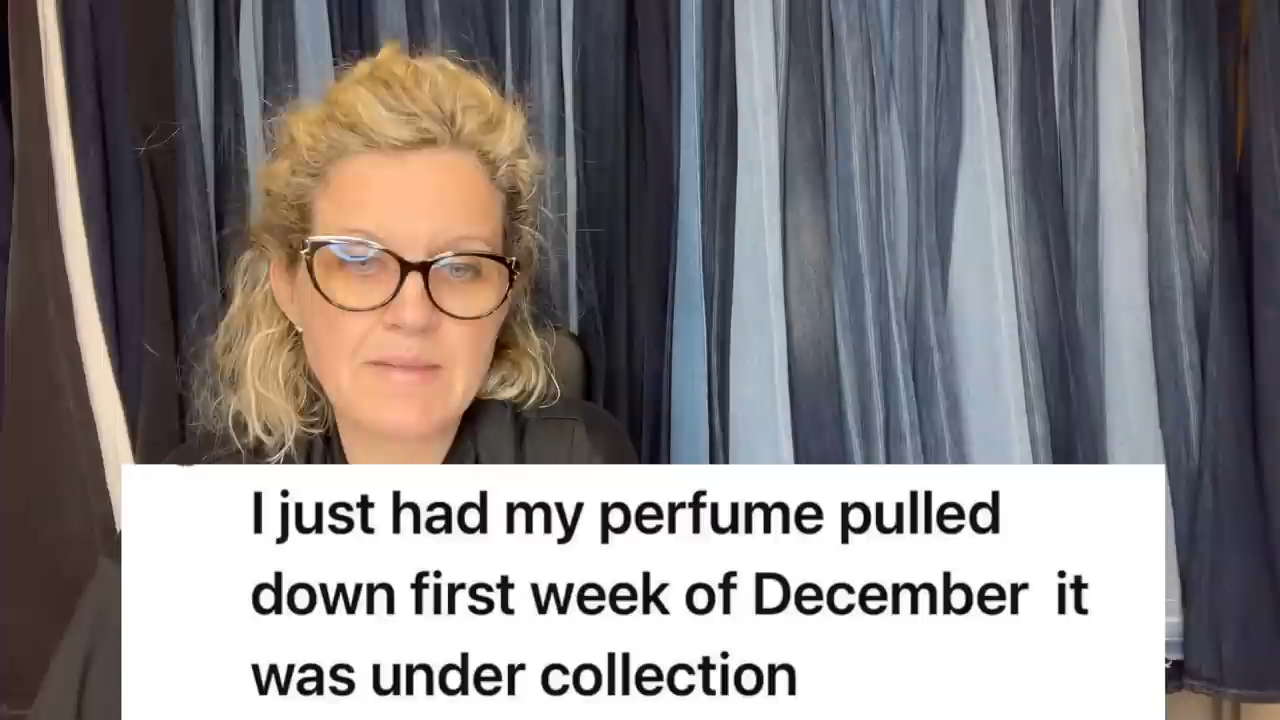 I just had my perfume pulled
down first week of December it
was under collection